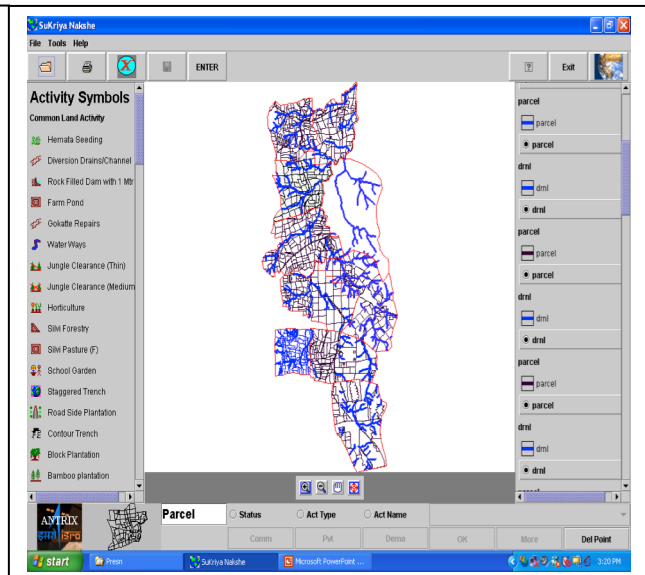 SuKriya Nakshe
File Tools Help
ENTER
?
Exit
Activity Symbols
Common Land Activity
Hemata Seeding
Diversion Drains/Channel
Rock Filled Dam with 1 Mtr
Farm Pond
Gokatte Repairs
Water Ways
Jungle Clearance (Thin)
Jungle Clearance (Medium
Horticulture
Silvi Forestry
Silvi Pasture (F)
School Garden
Staggered Trench
Road Side Plantation
Contour Trench
Block Plantation
Bamboo plantation
parcel
parcel
parcel
drnl
drnl
drnl
parcel
parcel
parcel
drnl
drnl
drnl
parcel
parcel
parcel
drnl
drnl
drnl
ANTRIX
इसरो isro
Parcel
Status
Act Type
Act Name
Comm
Pvt
Demo
OK
More
Del Point
start
Presn
SuKriya Nakshe
Microsoft PowerPoint ...
3:20 PM